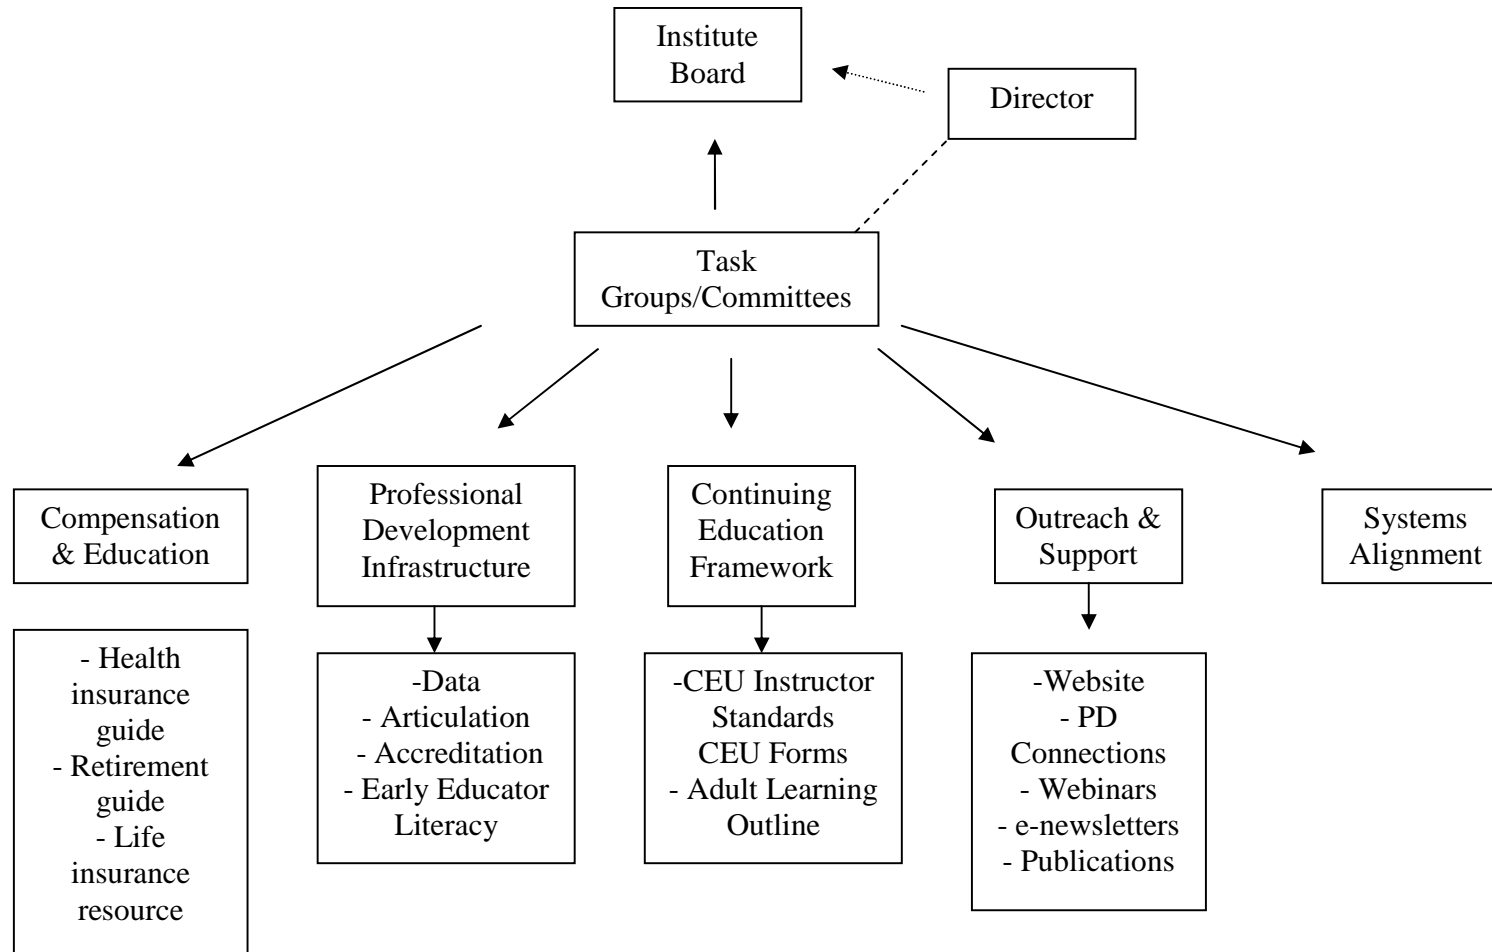 Institute
Board
Director
Task
Groups/Committees
Compensation
& Education
Professional
Development
Infrastructure
Continuing
Education
Framework
Outreach &
Support
Systems
Alignment
- Health
insurance
guide
- Retirement
guide
- Life
insurance
resource
-Data
- Articulation
- Accreditation
- Early Educator
Literacy
-CEU Instructor
Standards
CEU Forms
- Adult Learning
Outline
-Website
- PD
Connections
- Webinars
- e-newsletters
- Publications